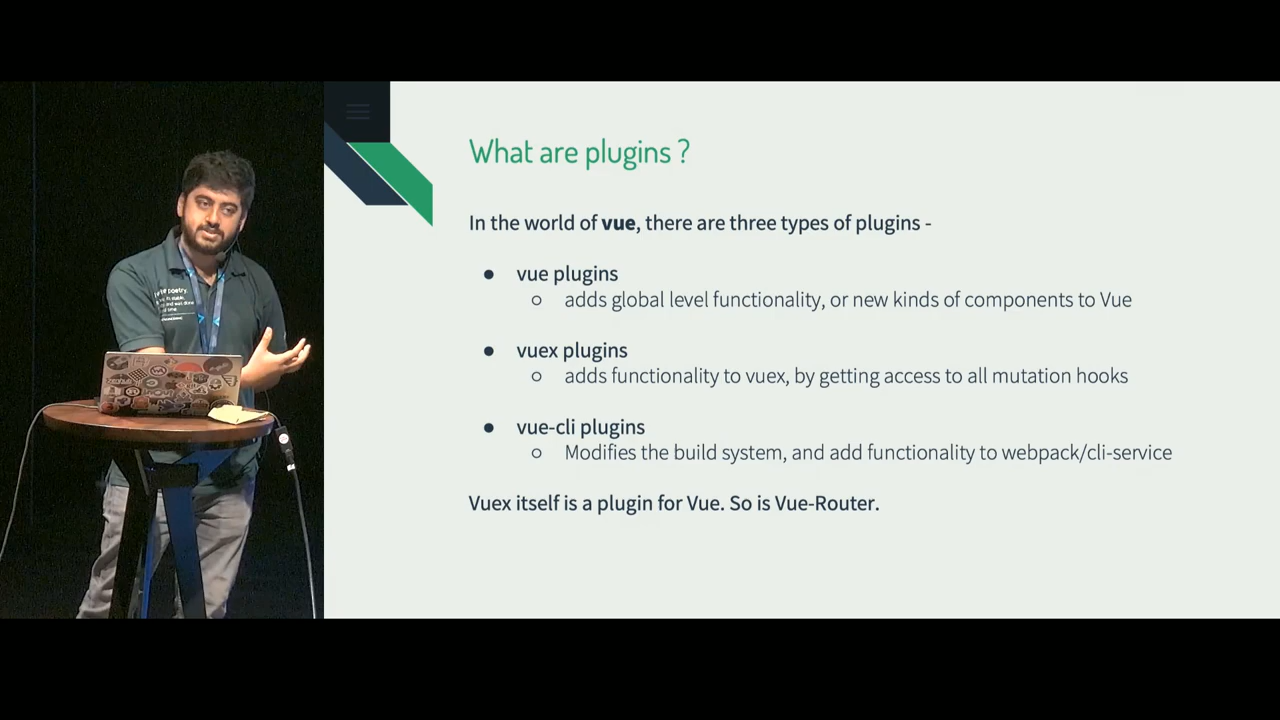 What are plugins ?
In the world of vue, there are three types of plugins -
● vue plugins
○ adds global level functionality, or new kinds of components to Vue
● vuex plugins
○ adds functionality to vuex, by getting access to all mutation hooks
● vue-cli plugins
○ Modifies the build system, and add functionality to webpack/cli-service
Vuex itself is a plugin for Vue. So is Vue-Router.
poetry.